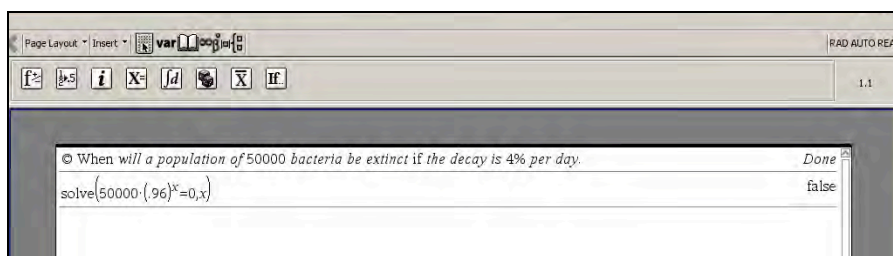 Page Layout Insert var RAD AUTO REA
f± i X= ∫d X̄ If 1.1
© When will a population of 50000 bacteria be extinct if the decay is 4% per day. Done
solve(50000·(.96)ˣ=0,x) false